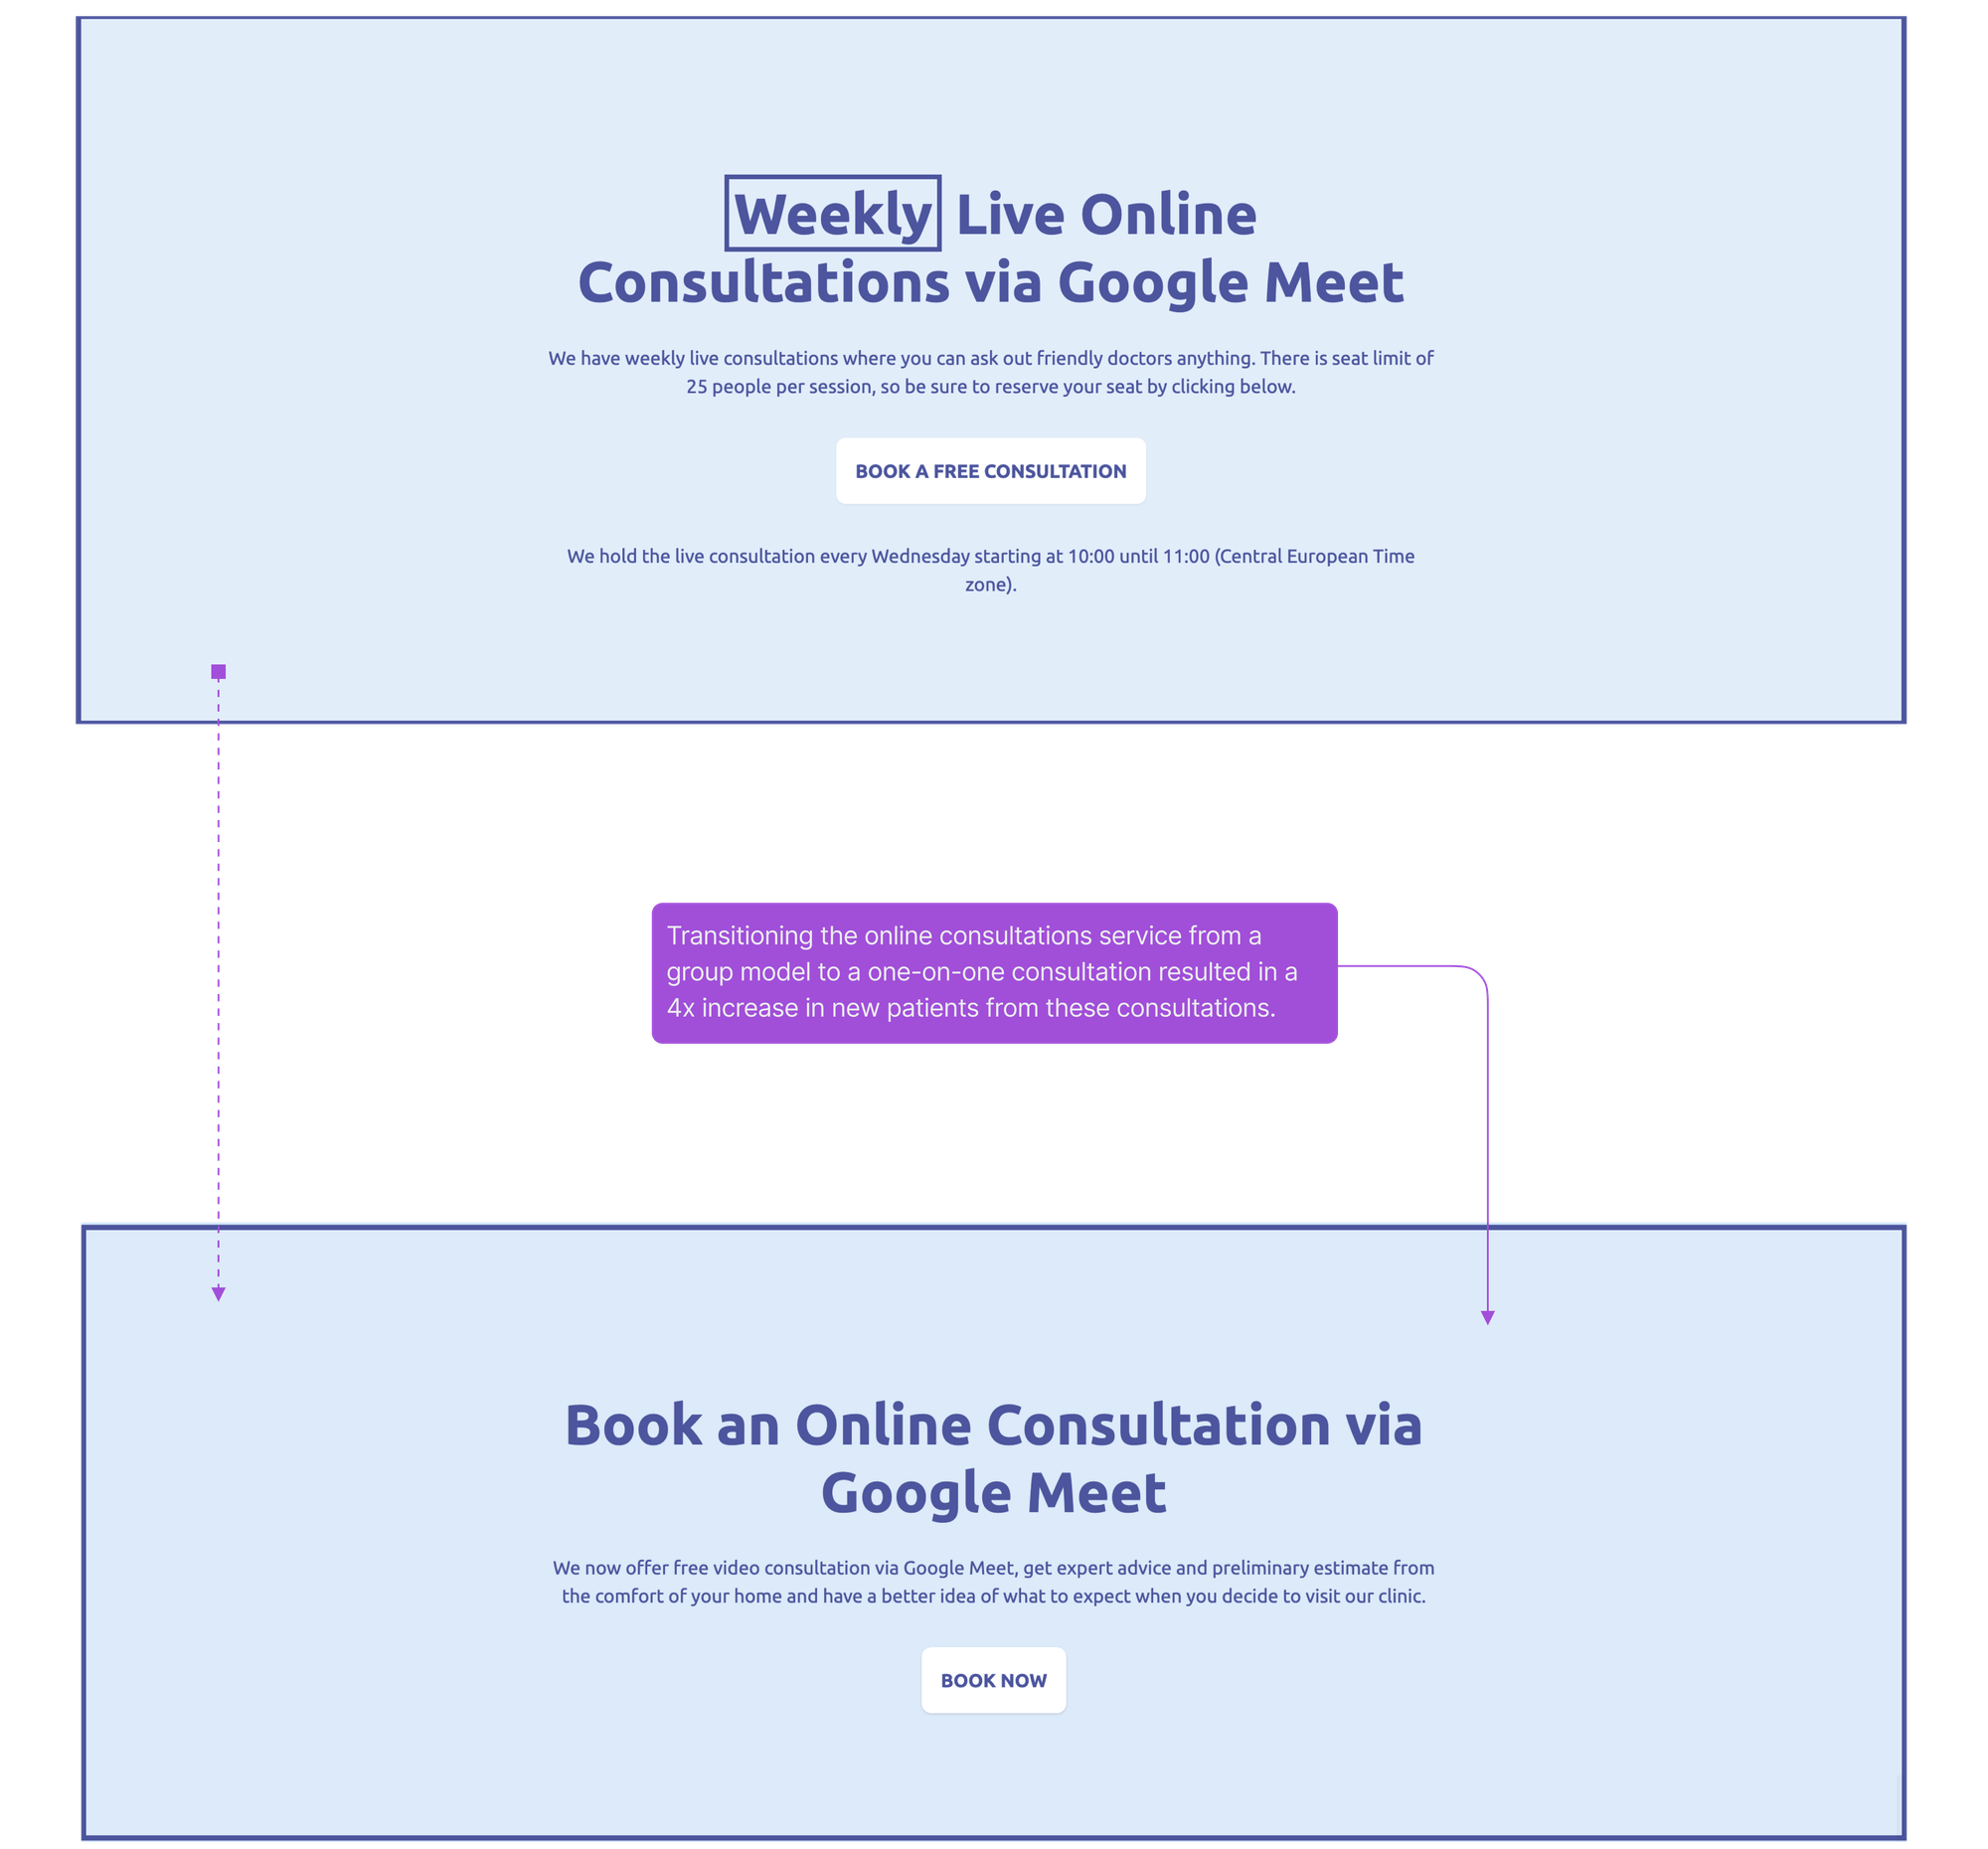 Weekly Live Online
Consultations via Google Meet
We have weekly live consultations where you can ask out friendly doctors anything. There is seat limit of
25 people per session, so be sure to reserve your seat by clicking below.
BOOK A FREE CONSULTATION
We hold the live consultation every Wednesday starting at 10:00 until 11:00 (Central European Time
zone).
Transitioning the online consultations service from a
group model to a one-on-one consultation resulted in a
4x increase in new patients from these consultations.
Book an Online Consultation via
Google Meet
We now offer free video consultation via Google Meet, get expert advice and preliminary estimate from
the comfort of your home and have a better idea of what to expect when you decide to visit our clinic.
BOOK NOW